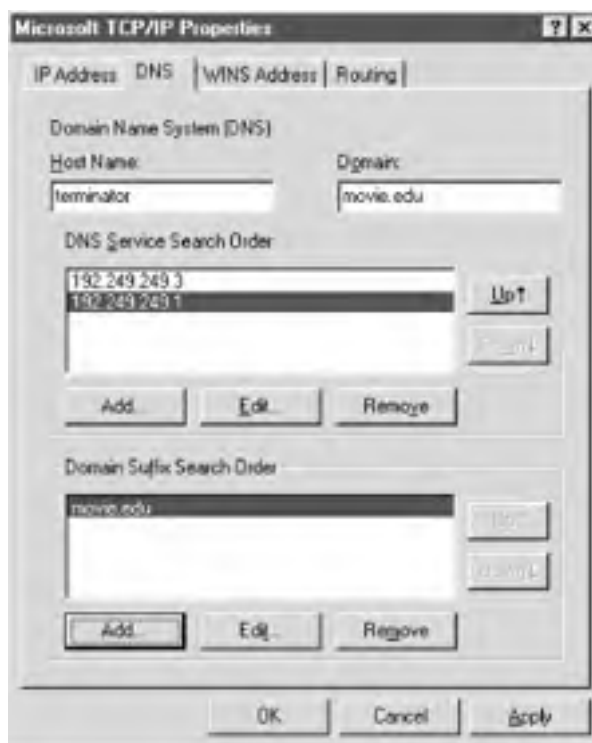 Microsoft TCP/IP Properties
IP Address DNS WINS Address Routing
Domain Name System (DNS)
Host Name: Domain:
terminator movie.edu
DNS Service Search Order
192.249.249.3
192.249.249.1
Up↑
Add... Edit... Remove
Domain Suffix Search Order
movie.edu
Add... Edit... Remove
OK Cancel Apply